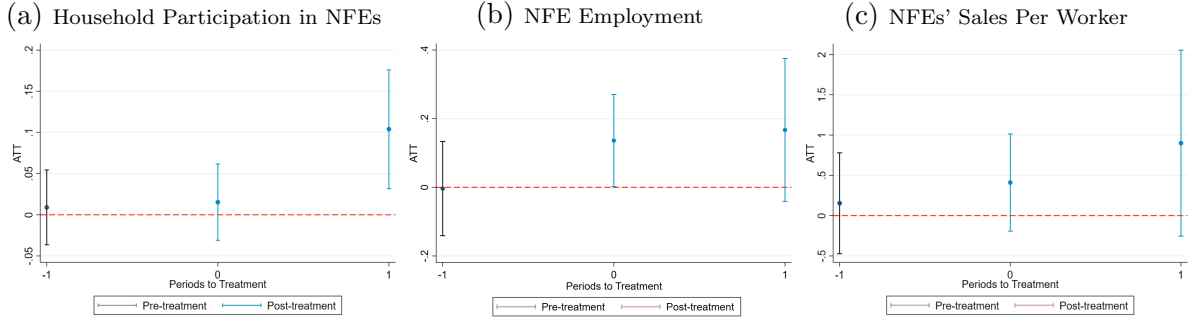 (a) Household Participation in NFEs
.2
.15
.1
.05
0
-.05
ATT
-1
0
1
Periods to Treatment
Pre-treatment
Post-treatment
(b) NFE Employment
.4
.2
0
-.2
ATT
-1
0
1
Periods to Treatment
Pre-treatment
Post-treatment
(c) NFEs' Sales Per Worker
2
1.5
1
.5
0
-.5
ATT
-1
0
1
Periods to Treatment
Pre-treatment
Post-treatment